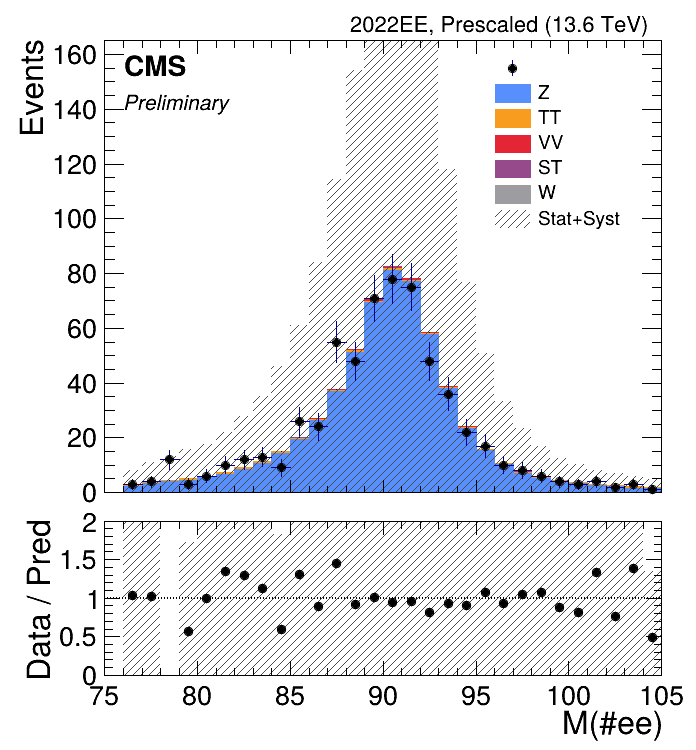 2022EE, Prescaled (13.6 TeV)
CMS
Preliminary
Events
160
140
120
100
80
60
40
20
0
Z
TT
VV
ST
W
Stat+Syst
Data / Pred
2
1.5
1
0.5
0
75 80 85 90 95 100 105
M(#ee)